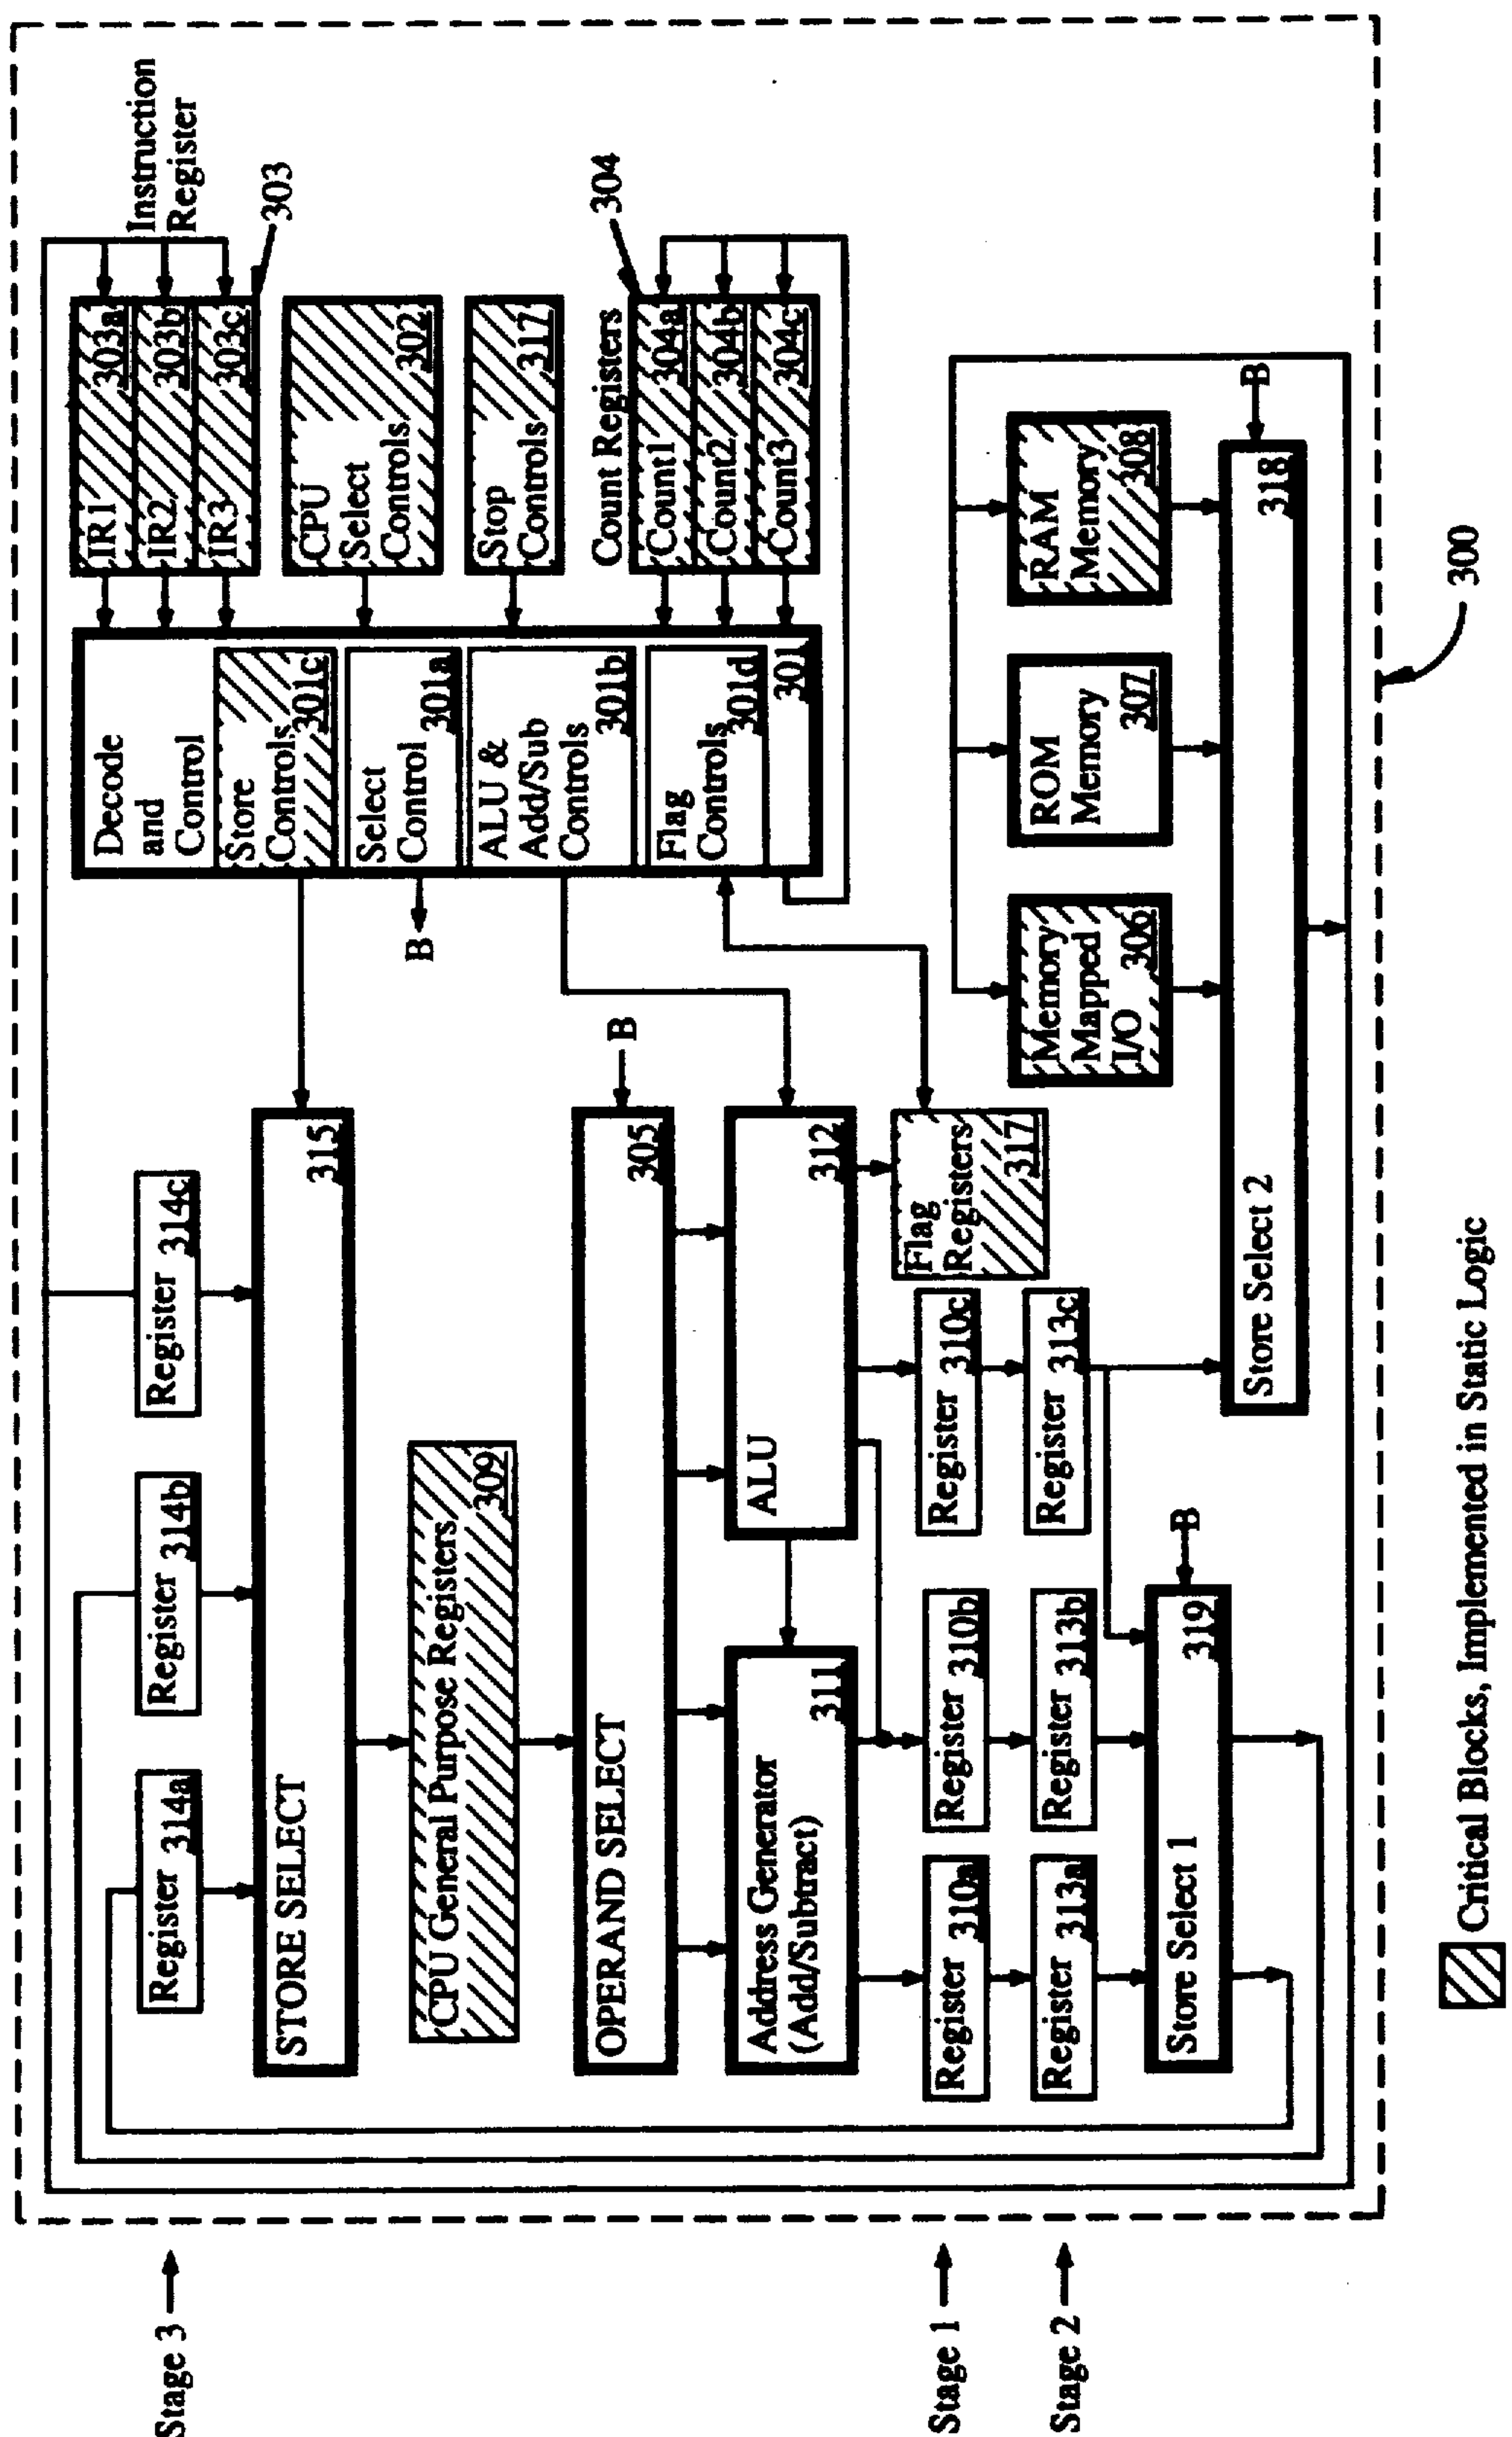 Stage 3
Stage 1
Stage 2
Register 314a
Register 314b
Register 314c
STORE SELECT
315
CPU General Purpose Registers
309
OPERAND SELECT
305
B
Address Generator
(Add/Subtract)
311
ALU
312
Register 310a
Register 310b
Register 310c
Register 313a
Register 313b
Register 313c
Flag
Registers
317
Store Select 1
319
B
Decode
and
Control
Store
Controls
301c
Select
Control
301a
B
ALU &
Add/Sub
Controls
301b
Flag
Controls
301d
301
IR1
303a
IR2
303b
IR3
303c
Instruction
Register
303
CPU
Select
Controls
302
Stop
Controls
317
Count Registers
304
Count1
304a
Count2
304b
Count3
304c
Memory
Mapped
I/O
306
ROM
Memory
307
RAM
Memory
308
Store Select 2
318
B
300
Critical Blocks, Implemented in Static Logic